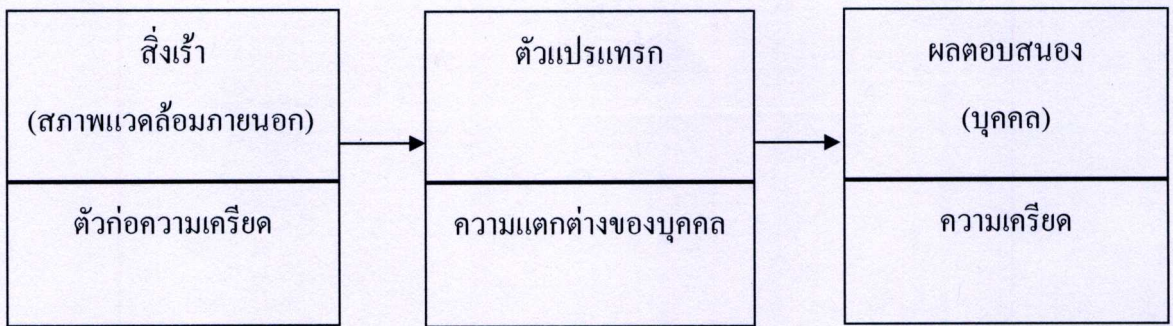 สิ่งเร้า
(สภาพแวดล้อมภายนอก)
ตัวก่อความเครียด
ตัวแปรแทรก
ความแตกต่างของบุคคล
ผลตอบสนอง
(บุคคล)
ความเครียด